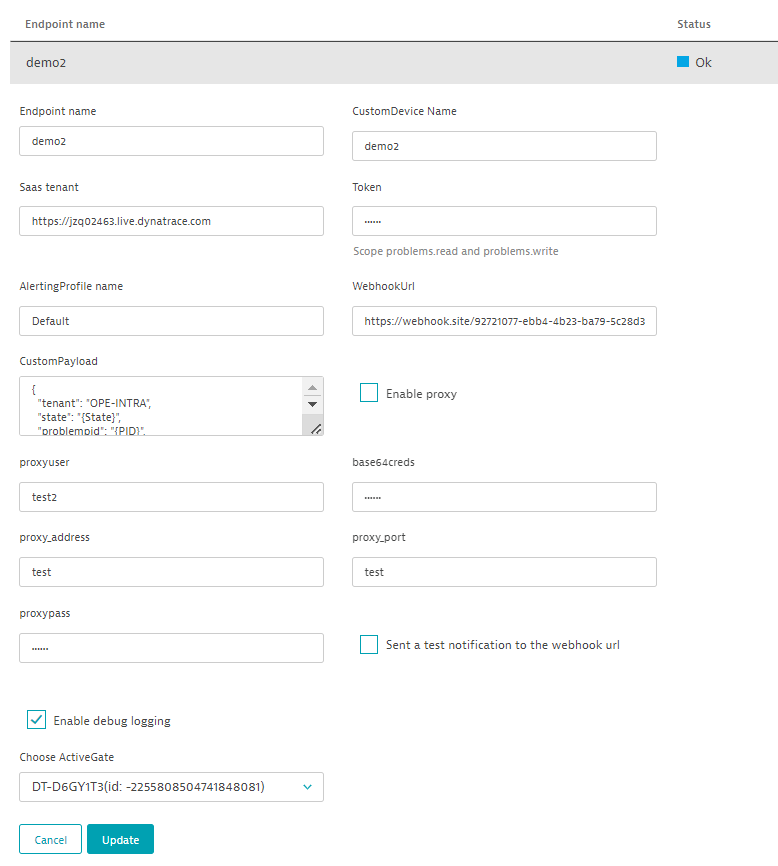 Endpoint name Status
demo2 Ok
Endpoint name CustomDevice Name
demo2 demo2
Saas tenant Token
https://jzq02463.live.dynatrace.com ••••••
Scope problems.read and problems.write
AlertingProfile name WebhookUrl
Default https://webhook.site/92721077-ebb4-4b23-ba79-5c28d3
CustomPayload
{
"tenant": "OPE-INTRA",
"state": "{State}",
"problempid": "{PID}",
Enable proxy
proxyuser base64creds
test2 ••••••
proxy_address proxy_port
test test
proxypass
•••••• Sent a test notification to the webhook url
Enable debug logging
Choose ActiveGate
DT-D6GY1T3(id: -2255808504741848081)
Cancel Update